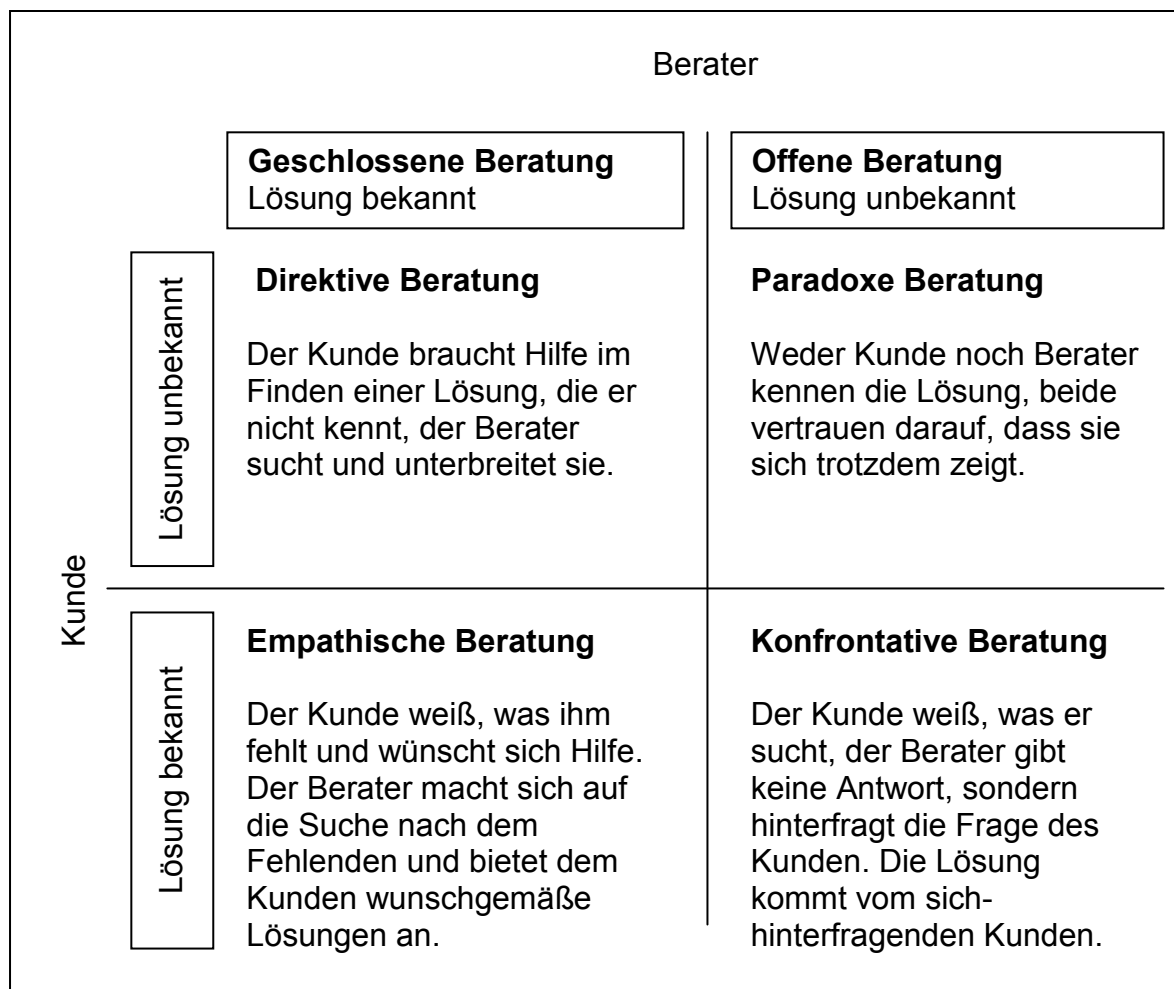 Berater
Geschlossene Beratung
Lösung bekannt
Offene Beratung
Lösung unbekannt
Kunde
Lösung unbekannt
Direktive Beratung
Der Kunde braucht Hilfe im
Finden einer Lösung, die er
nicht kennt, der Berater
sucht und unterbreitet sie.
Paradoxe Beratung
Weder Kunde noch Berater
kennen die Lösung, beide
vertrauen darauf, dass sie
sich trotzdem zeigt.
Lösung bekannt
Empathische Beratung
Der Kunde weiß, was ihm
fehlt und wünscht sich Hilfe.
Der Berater macht sich auf
die Suche nach dem
Fehlenden und bietet dem
Kunden wunschgemäße
Lösungen an.
Konfrontative Beratung
Der Kunde weiß, was er
sucht, der Berater gibt
keine Antwort, sondern
hinterfragt die Frage des
Kunden. Die Lösung
kommt vom sich-
hinterfragenden Kunden.